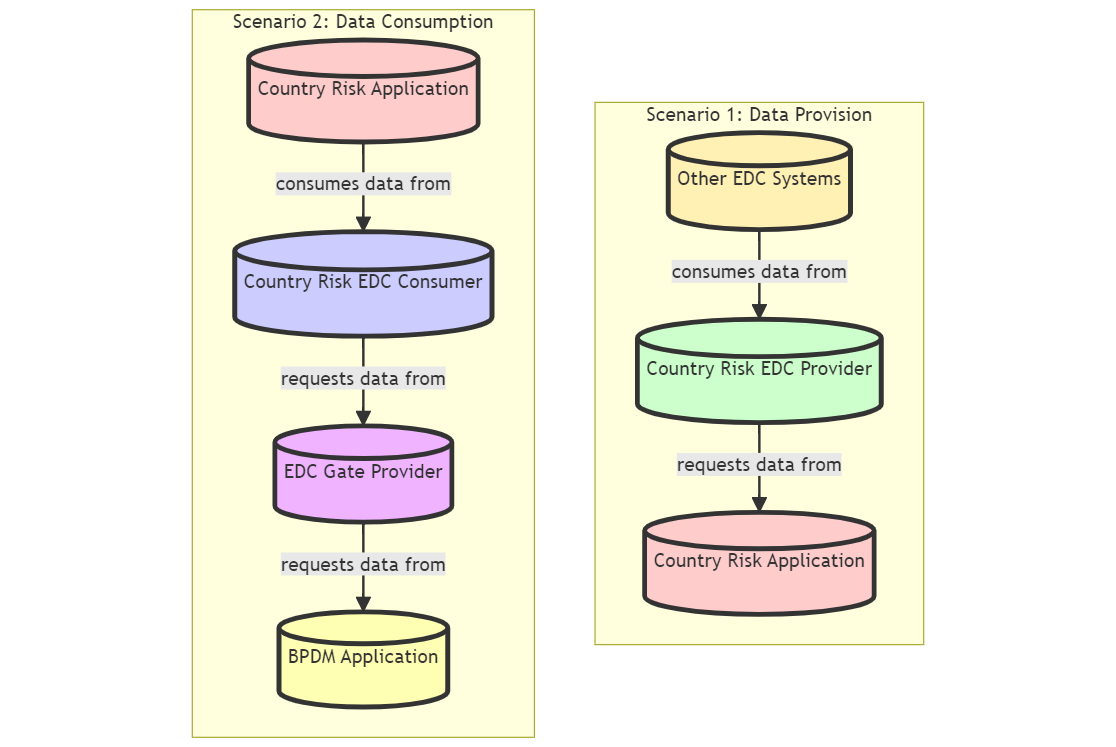 Scenario 2: Data Consumption
Country Risk Application
consumes data from
Country Risk EDC Consumer
requests data from
EDC Gate Provider
requests data from
BPDM Application
Scenario 1: Data Provision
Other EDC Systems
consumes data from
Country Risk EDC Provider
requests data from
Country Risk Application